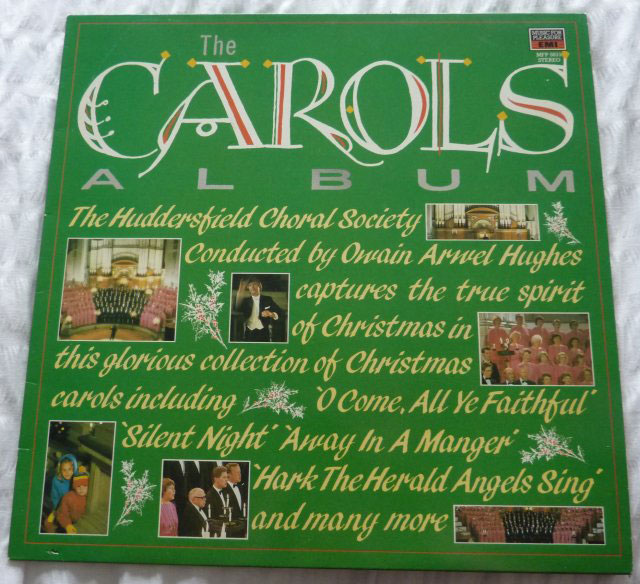 The
CAROLS
ALBUM
MUSIC FOR
PLEASURE
EMI
MFP
STEREO
The Huddersfield Choral Society
Conducted by Owain Arwel Hughes
captures the true spirit
of Christmas in
this glorious collection of Christmas
carols including 'O Come, All Ye Faithful'
'Silent Night' 'Away In A Manger'
'Hark The Herald Angels Sing'
and many more